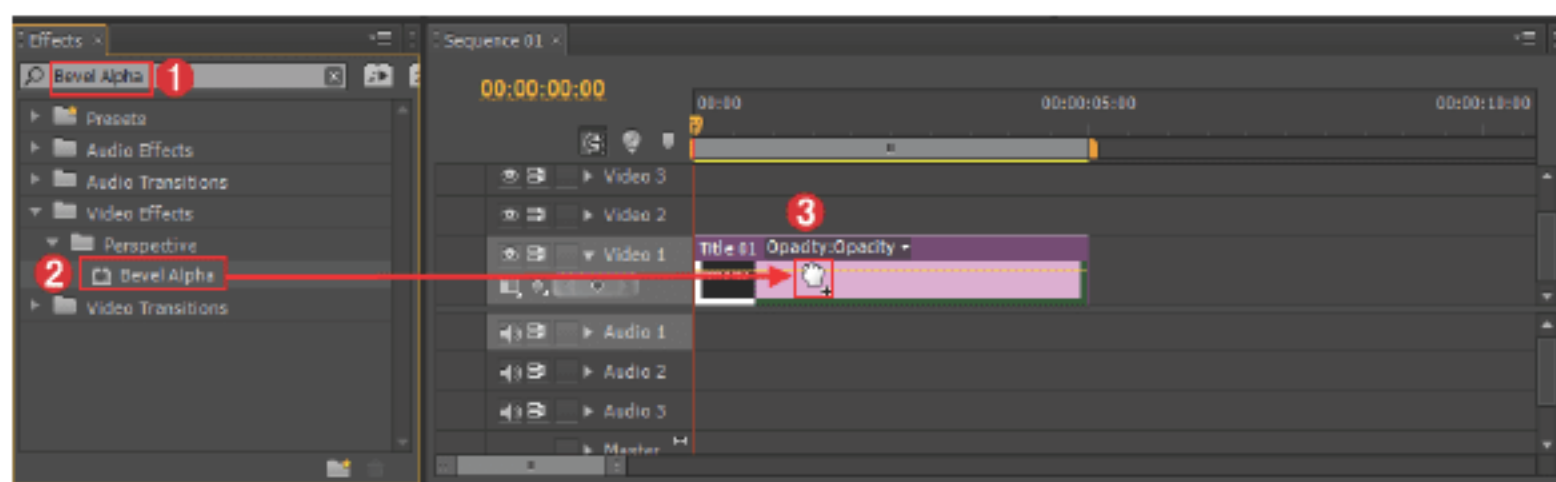 Effects
Bevel Alpha
1
Presets
Audio Effects
Audio Transitions
Video Effects
Perspective
2
Bevel Alpha
Video Transitions
Sequence 01
00:00:00:00
00:00
00:00:05:00
00:00:10:00
Video 3
Video 2
3
Video 1
Title 01 Opacity:Opacity
Audio 1
Audio 2
Audio 3
Master